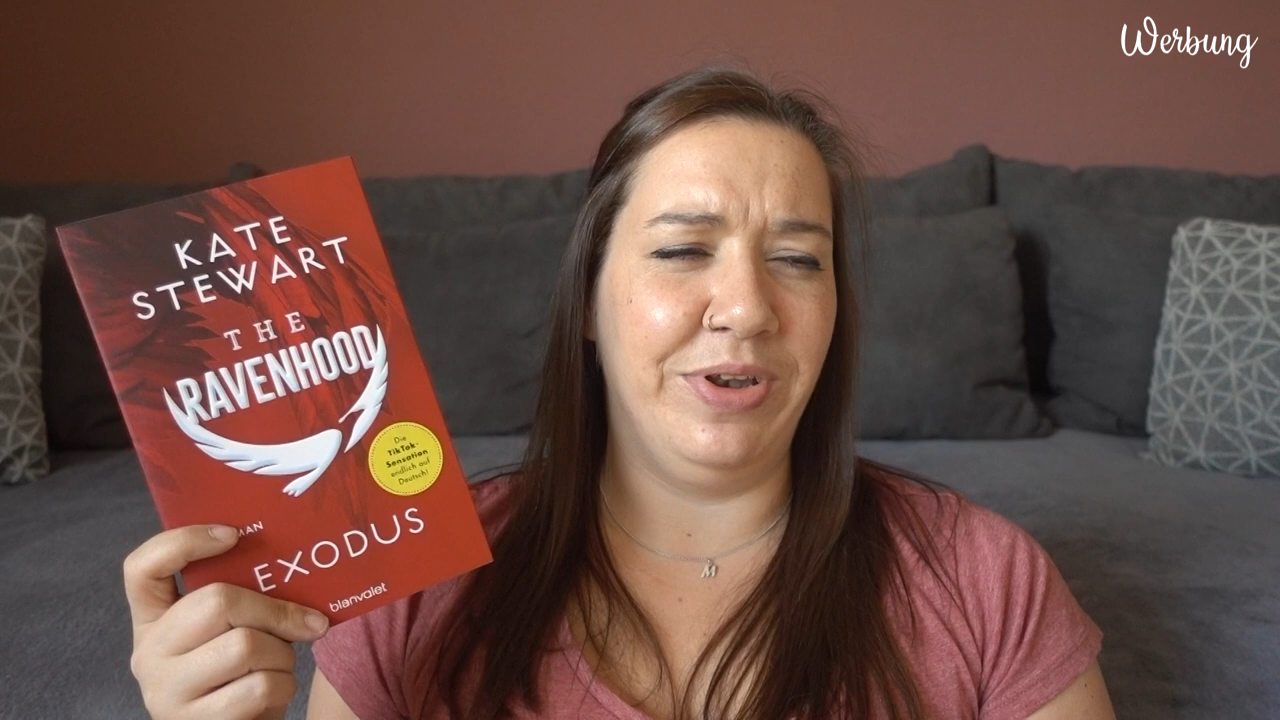 Werbung
KATE
STEWART
THE
RAVENHOOD
Die
TikTok-
Sensation
endlich auf
Deutsch!
EXODUS
blanvalet
M